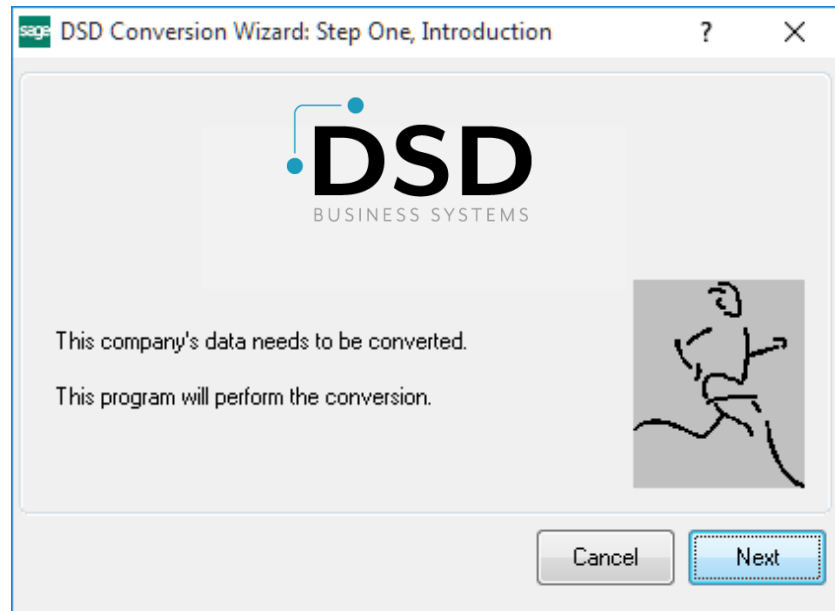 sage DSD Conversion Wizard: Step One, Introduction ?
DSD
BUSINESS SYSTEMS
This company's data needs to be converted.
This program will perform the conversion.
Cancel Next